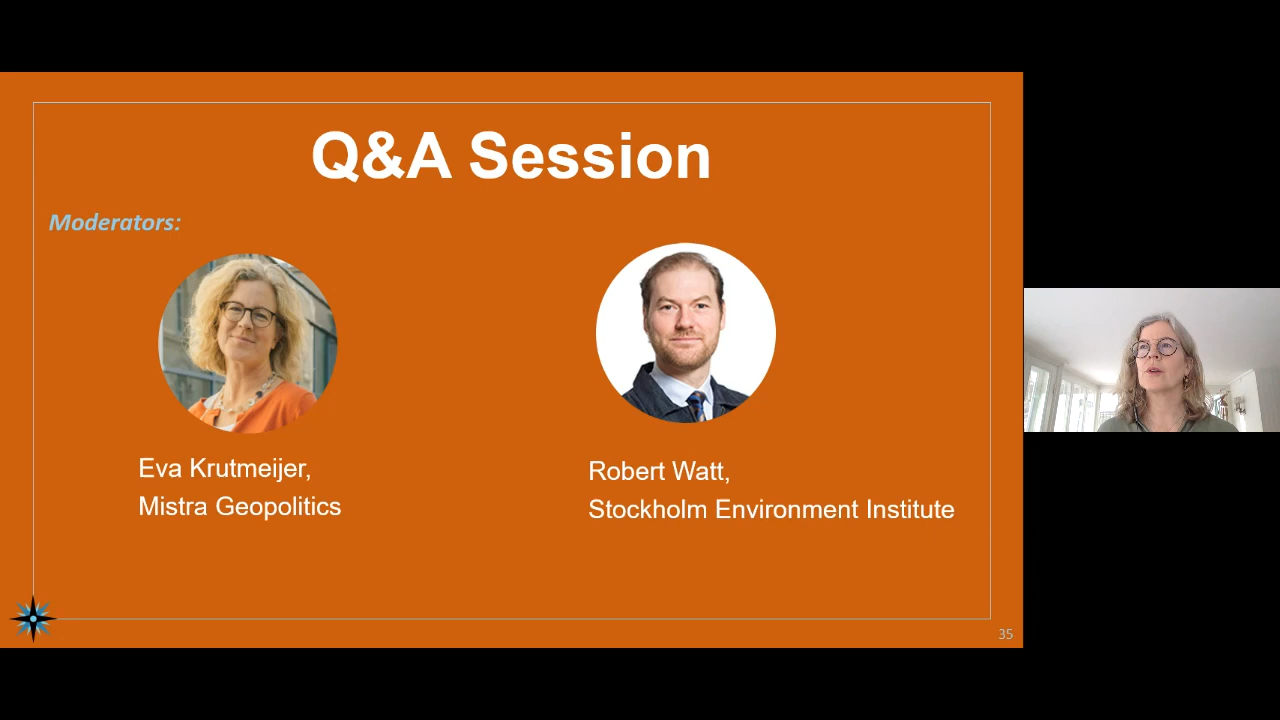 Q&A Session
Moderators:
Eva Krutmeijer,
Mistra Geopolitics
Robert Watt,
Stockholm Environment Institute
35